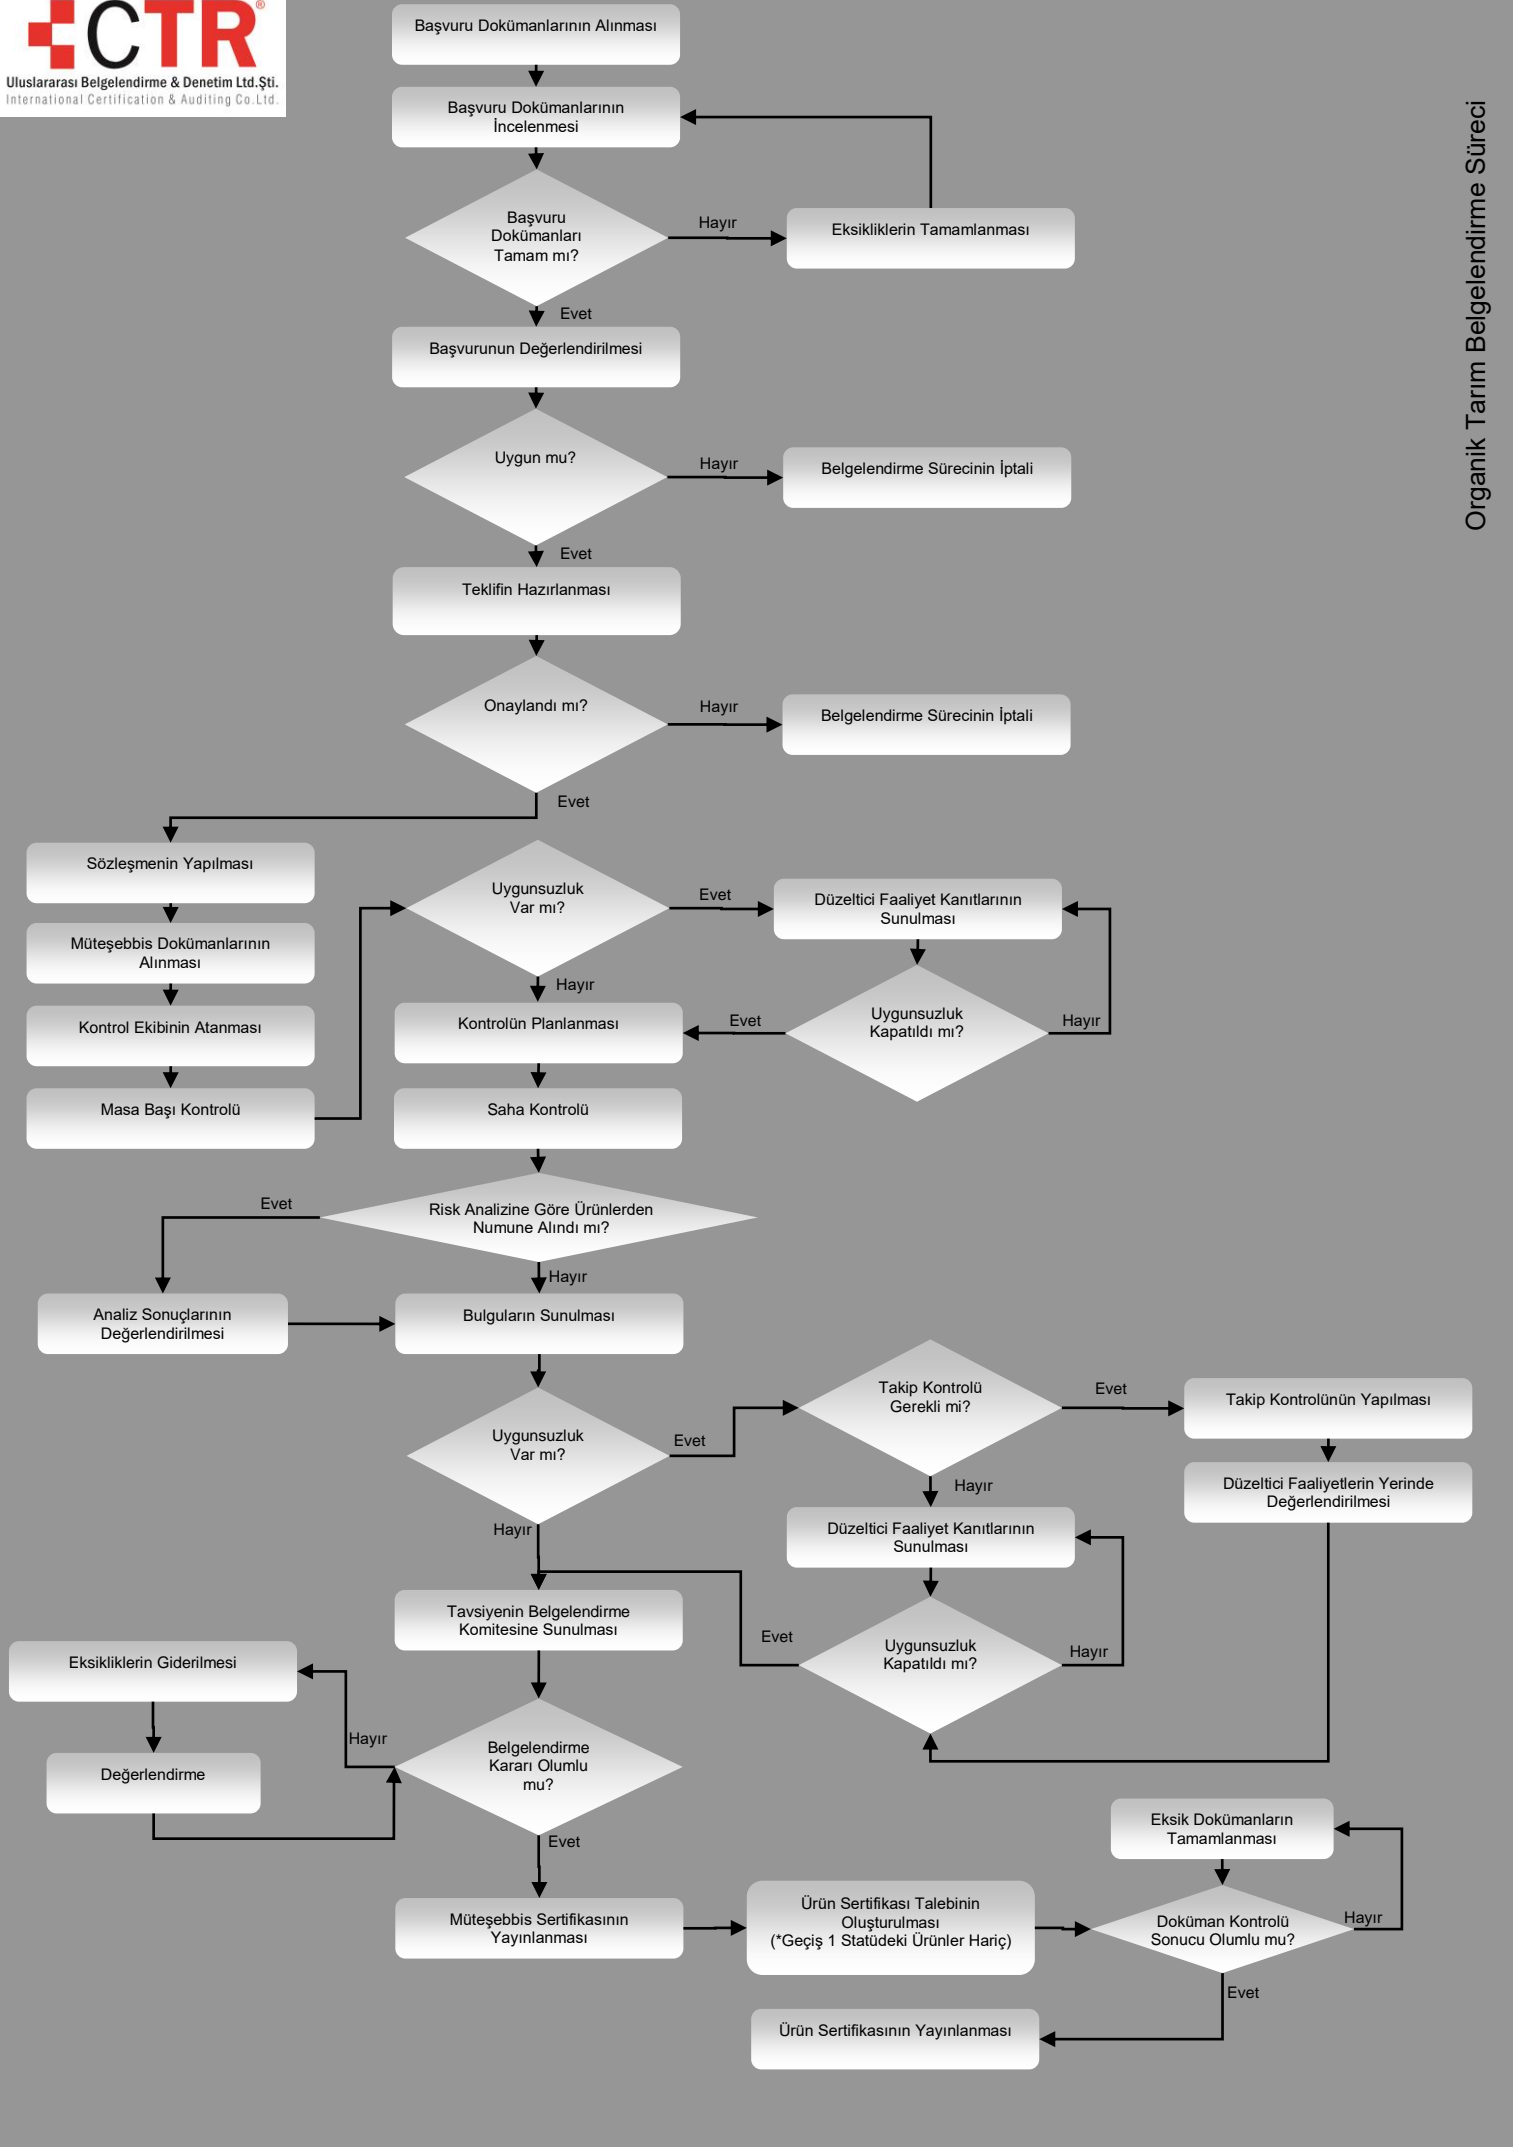 CTR®
Uluslararası Belgelendirme & Denetim Ltd.Şti.
International Certification & Auditing Co.Ltd.
Organik Tarım Belgelendirme Süreci
Başvuru Dokümanlarının Alınması
Başvuru Dokümanlarının
İncelenmesi
Başvuru
Dokümanları
Tamam mı?
Hayır
Eksikliklerin Tamamlanması
Evet
Başvurunun Değerlendirilmesi
Uygun mu?
Hayır
Belgelendirme Sürecinin İptali
Evet
Teklifin Hazırlanması
Onaylandı mı?
Hayır
Belgelendirme Sürecinin İptali
Evet
Sözleşmenin Yapılması
Müteşebbis Dokümanlarının
Alınması
Kontrol Ekibinin Atanması
Masa Başı Kontrolü
Uygunsuzluk
Var mı?
Evet
Düzeltici Faaliyet Kanıtlarının
Sunulması
Hayır
Kontrolün Planlanması
Evet
Uygunsuzluk
Kapatıldı mı?
Hayır
Saha Kontrolü
Risk Analizine Göre Ürünlerden
Numune Alındı mı?
Evet
Hayır
Analiz Sonuçlarının
Değerlendirilmesi
Bulguların Sunulması
Uygunsuzluk
Var mı?
Evet
Takip Kontrolü
Gerekli mi?
Evet
Takip Kontrolünün Yapılması
Düzeltici Faaliyetlerin Yerinde
Değerlendirilmesi
Hayır
Düzeltici Faaliyet Kanıtlarının
Sunulması
Hayır
Tavsiyenin Belgelendirme
Komitesine Sunulması
Evet
Uygunsuzluk
Kapatıldı mı?
Hayır
Eksikliklerin Giderilmesi
Hayır
Değerlendirme
Belgelendirme
Kararı Olumlu
mu?
Evet
Müteşebbis Sertifikasının
Yayınlanması
Ürün Sertifikası Talebinin
Oluşturulması
(*Geçiş 1 Statüdeki Ürünler Hariç)
Eksik Dokümanların
Tamamlanması
Doküman Kontrolü
Sonucu Olumlu mu?
Hayır
Evet
Ürün Sertifikasının Yayınlanması